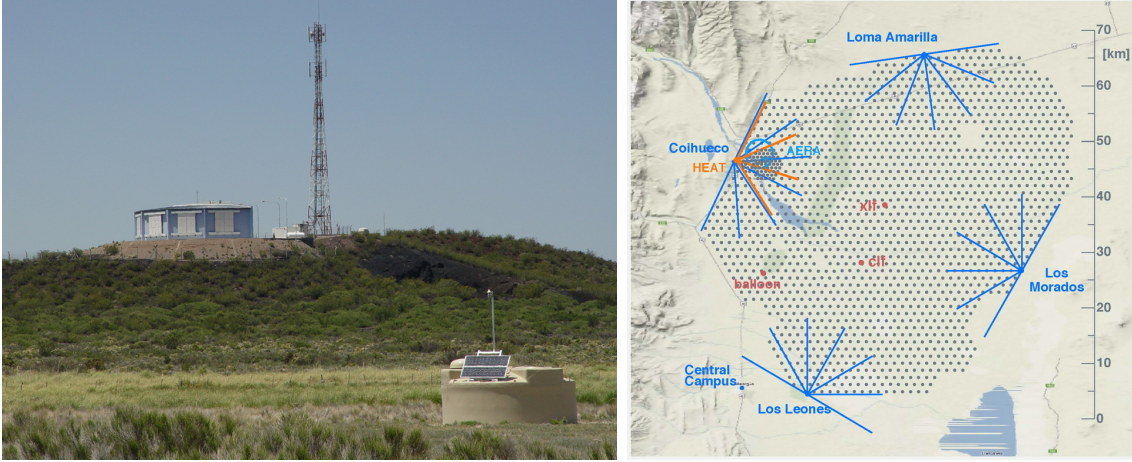 Loma Amarilla
70
[km]
60
50
Coihueco
AERA
HEAT
40
xlf
30
clf
Los
Morados
balloon
20
10
Central
Campus
Los Leones
0